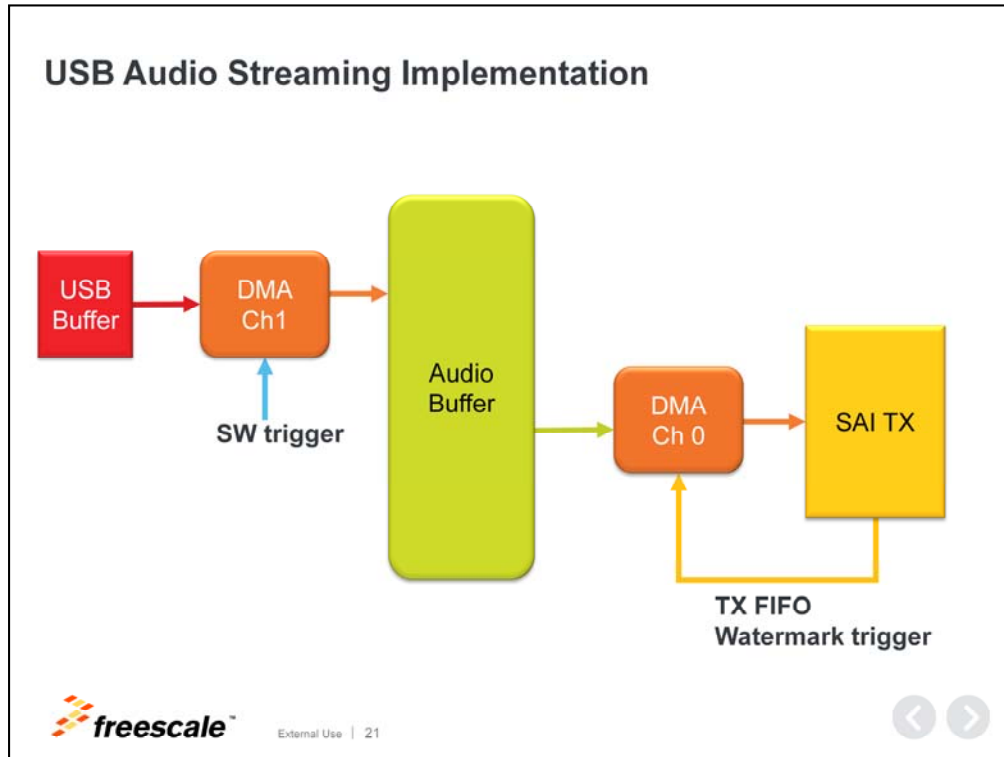 USB Audio Streaming Implementation
USB
Buffer
DMA
Ch1
SW trigger
Audio
Buffer
DMA
Ch 0
SAI TX
TX FIFO
Watermark trigger
freescale™
External Use | 21